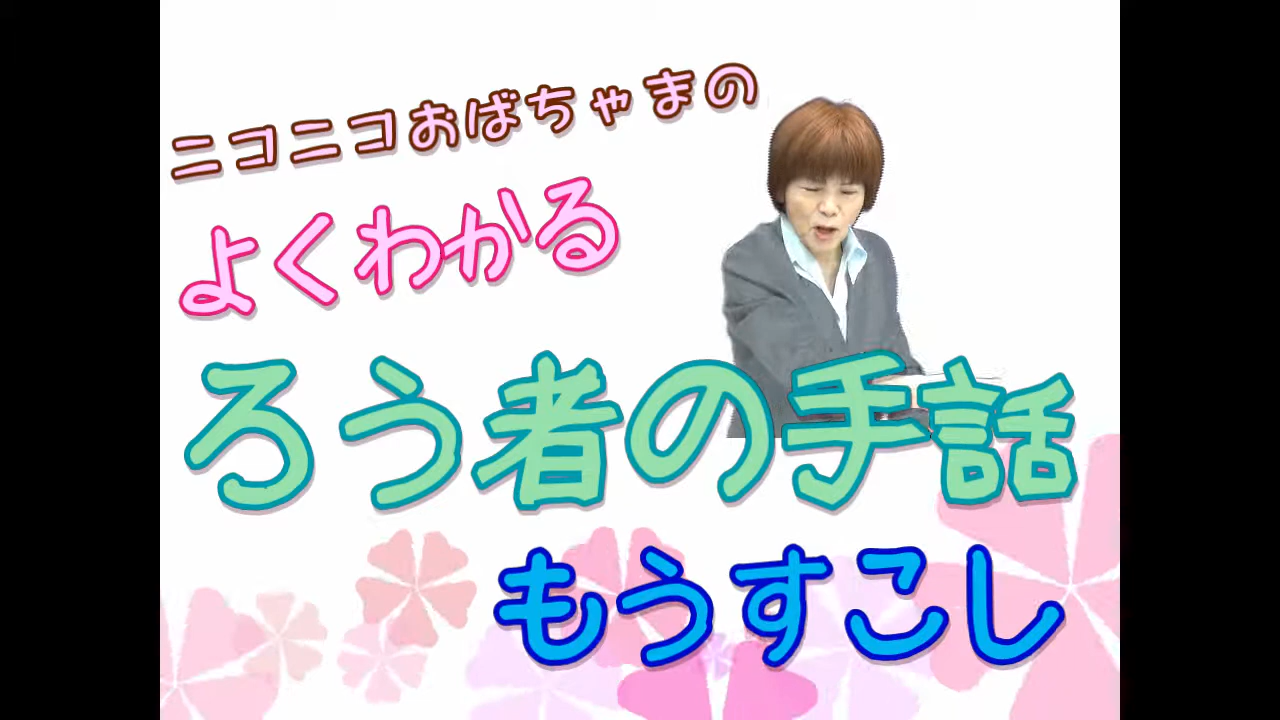 ニコニコおばちゃまの
よくわかる
ろう者の手話
もうすこし